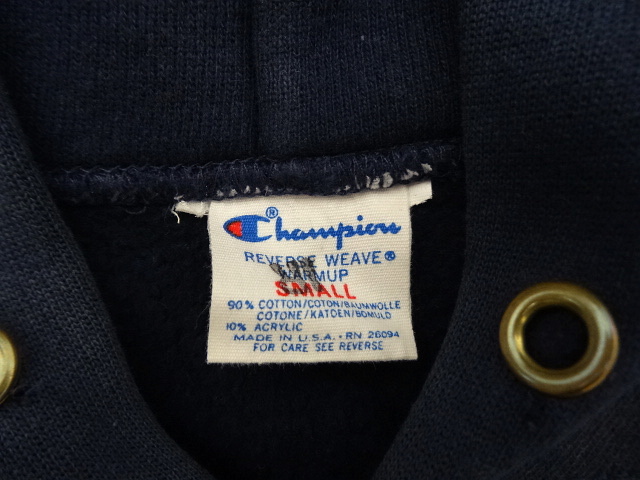 Champion®
REVERSE WEAVE®
WARMUP
SMALL
90% COTTON/COTON/BAUMWOLLE
COTONE/KATOEN/BOMULD
10% ACRYLIC
MADE IN U.S.A. • RN 26094
FOR CARE SEE REVERSE